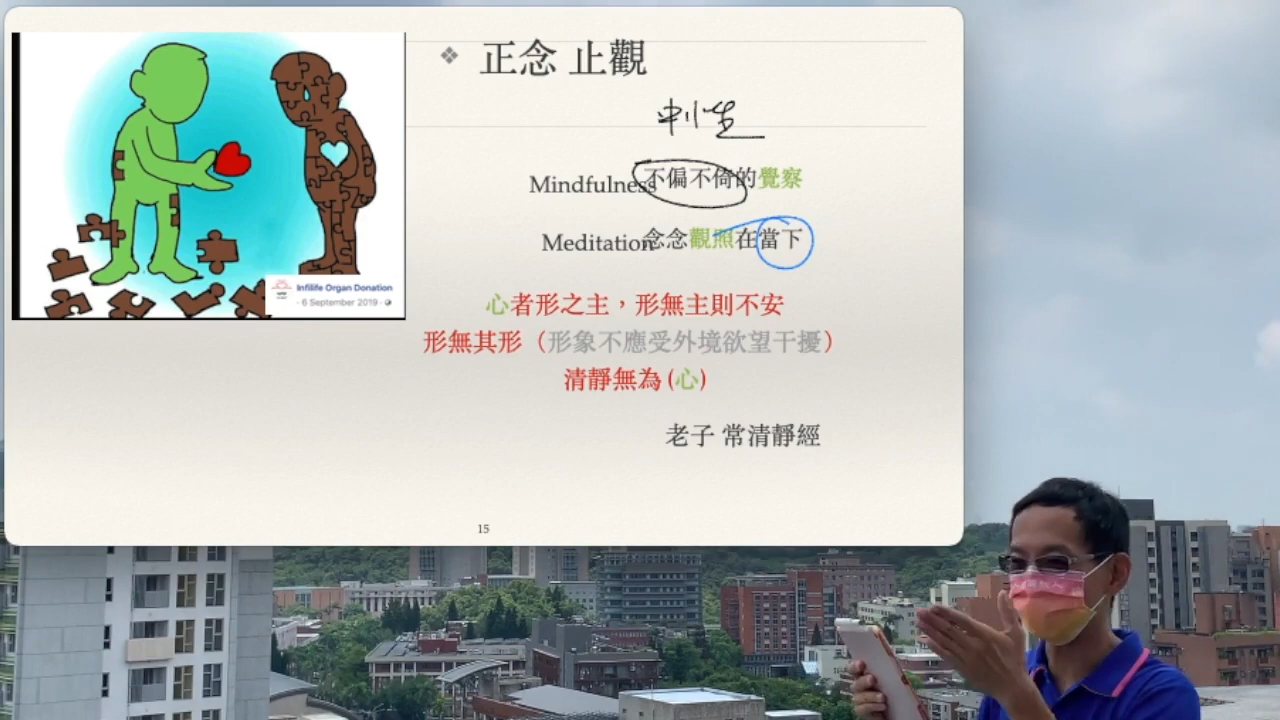 正念 止觀
中性
Mindfulness 不偏不倚的覺察
Meditation 念念觀照在當下
心者形之主，形無主則不安
形無其形（形象不應受外境欲望干擾）
清靜無為 (心)
老子 常清靜經
15
Infilife Organ Donation
· 6 September 2019 ·